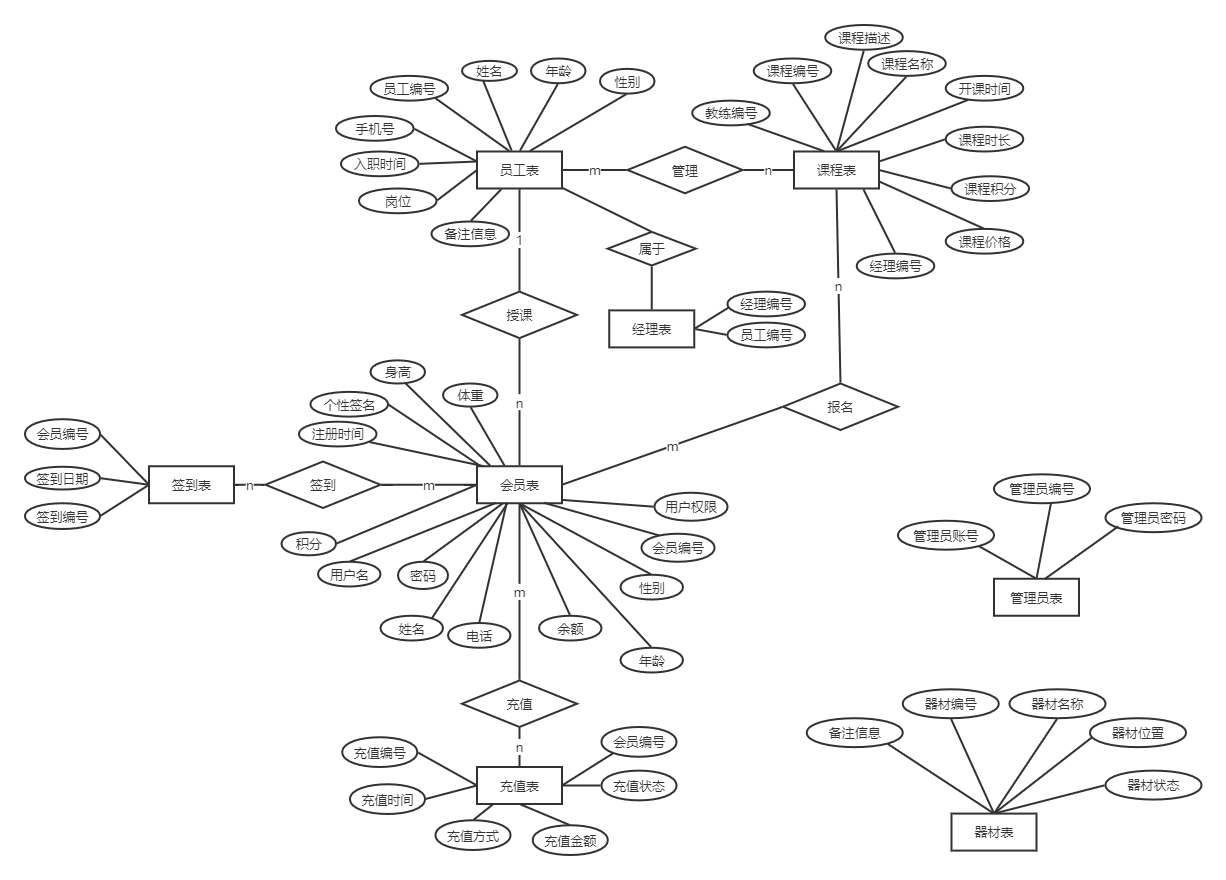 课程描述
姓名
年龄
课程编号
课程名称
员工编号
性别
开课时间
教练编号
手机号
课程时长
入职时间
员工表
m
管理
n
课程表
课程积分
岗位
备注信息
1
属于
课程价格
经理编号
n
经理编号
授课
经理表
员工编号
身高
体重
个性签名
n
报名
注册时间
会员编号
m
签到日期
签到表
n
签到
m
会员表
签到编号
用户权限
管理员编号
管理员密码
管理员账号
积分
会员编号
用户名
密码
性别
m
管理员表
姓名
电话
余额
年龄
充值
器材编号
器材名称
备注信息
器材位置
会员编号
充值编号
n
充值表
充值状态
器材状态
充值时间
充值方式
充值金额
器材表